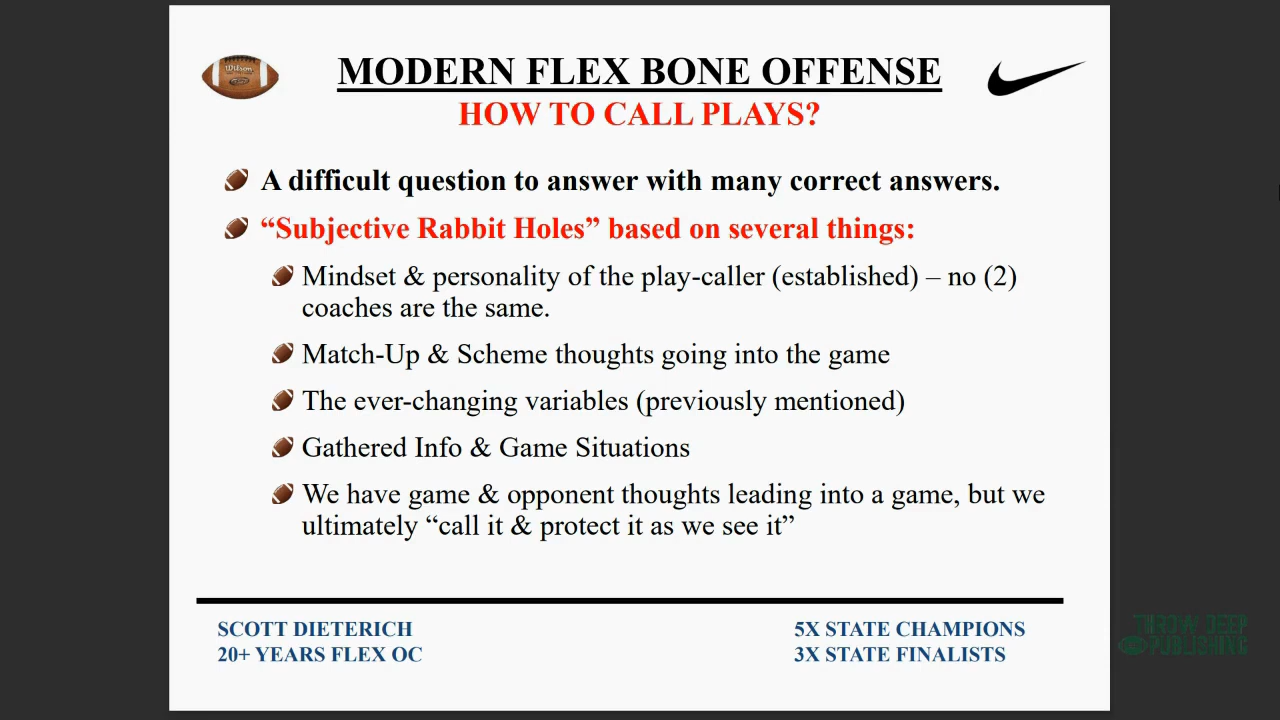 MODERN FLEX BONE OFFENSE
HOW TO CALL PLAYS?
A difficult question to answer with many correct answers.
“Subjective Rabbit Holes” based on several things:
Mindset & personality of the play-caller (established) – no (2)
coaches are the same.
Match-Up & Scheme thoughts going into the game
The ever-changing variables (previously mentioned)
Gathered Info & Game Situations
We have game & opponent thoughts leading into a game, but we
ultimately “call it & protect it as we see it”
SCOTT DIETERICH
20+ YEARS FLEX OC
5X STATE CHAMPIONS
3X STATE FINALISTS
THROW DEEP
PUBLISHING
Wilson